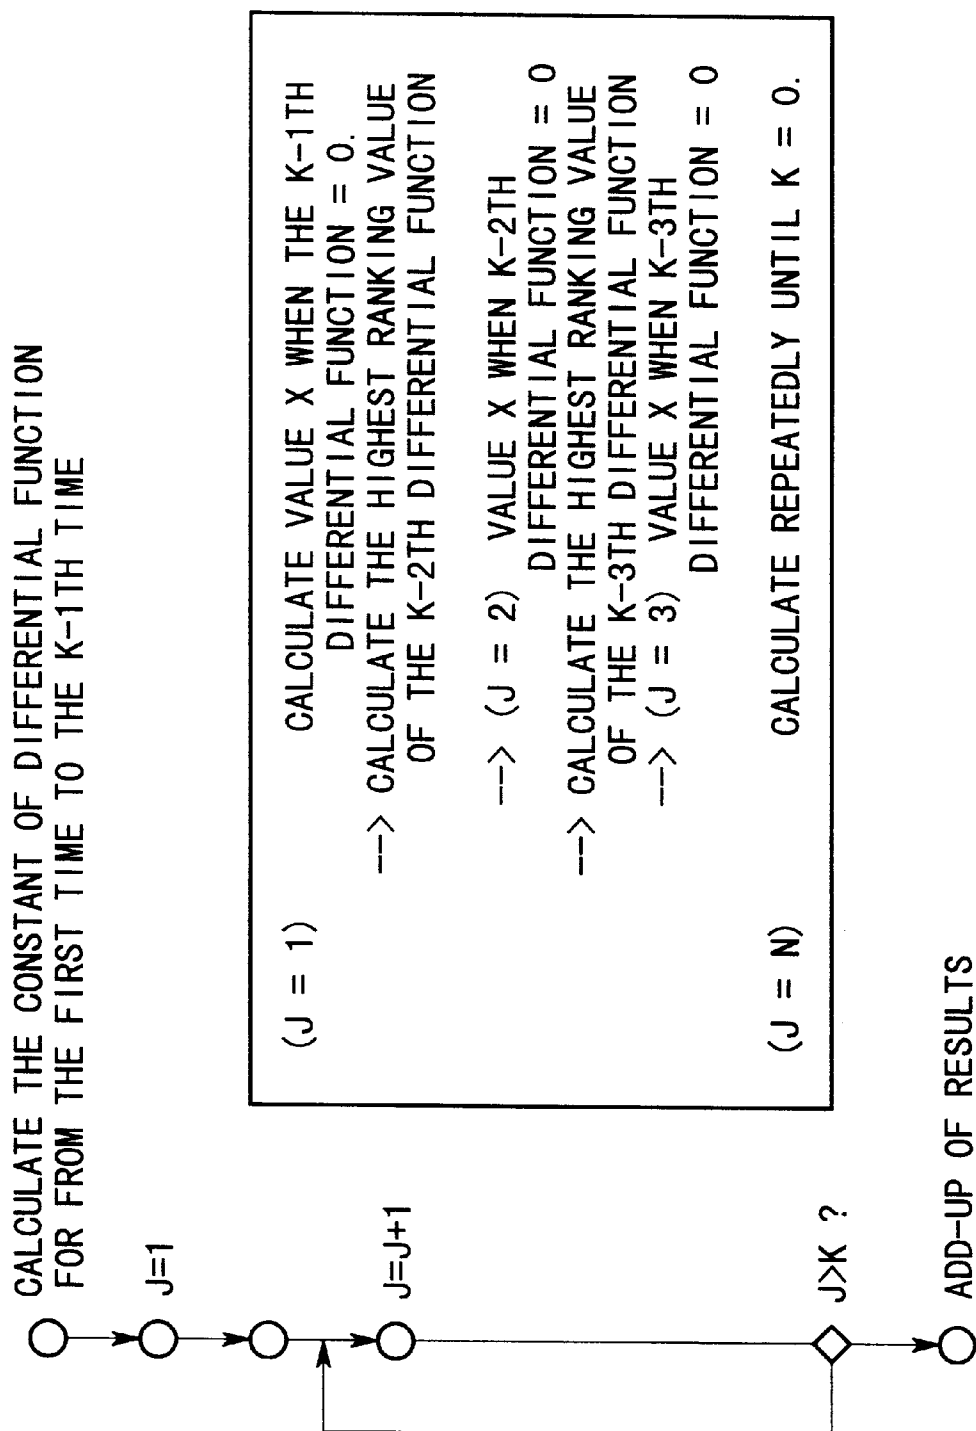 CALCULATE THE CONSTANT OF DIFFERENTIAL FUNCTION
FOR FROM THE FIRST TIME TO THE K-1TH TIME
J=1
J=J+1
(J = 1) CALCULATE VALUE X WHEN THE K-1TH
DIFFERENTIAL FUNCTION = 0.
--> CALCULATE THE HIGHEST RANKING VALUE
OF THE K-2TH DIFFERENTIAL FUNCTION
--> (J = 2) VALUE X WHEN K-2TH
DIFFERENTIAL FUNCTION = 0
--> CALCULATE THE HIGHEST RANKING VALUE
OF THE K-3TH DIFFERENTIAL FUNCTION
--> (J = 3) VALUE X WHEN K-3TH
DIFFERENTIAL FUNCTION = 0
(J = N) CALCULATE REPEATEDLY UNTIL K = 0.
J>K ?
ADD-UP OF RESULTS